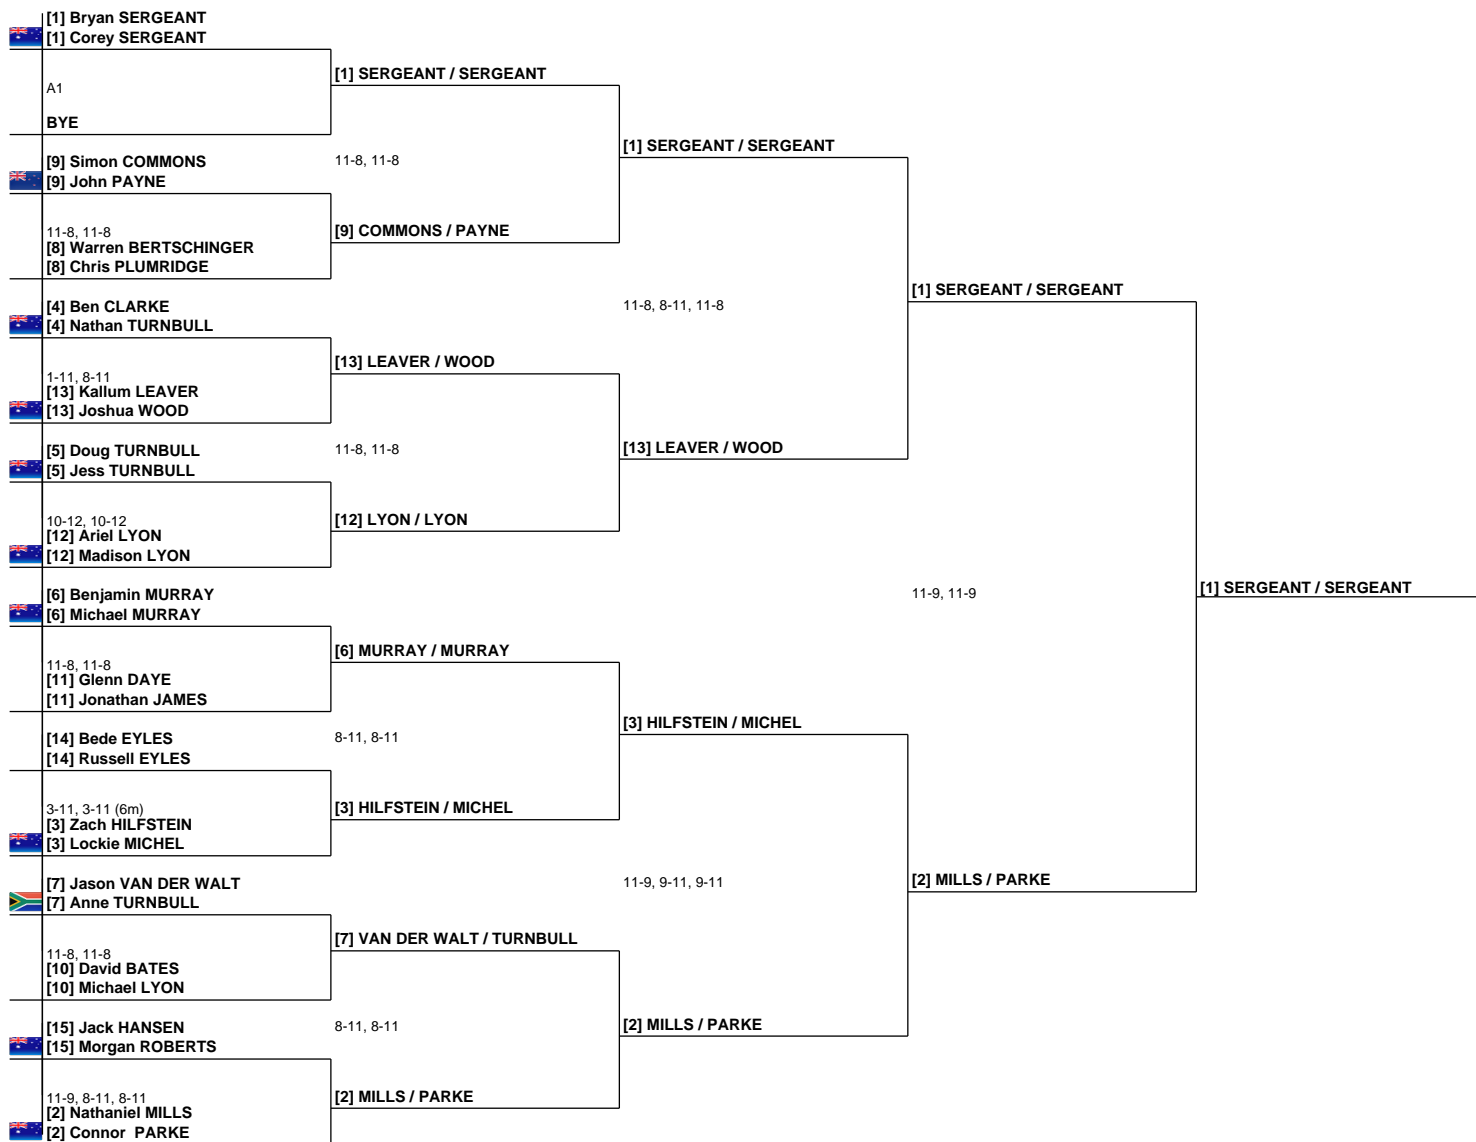 [1] Bryan SERGEANT
[1] Corey SERGEANT
[1] SERGEANT / SERGEANT
A1
BYE
[1] SERGEANT / SERGEANT
[9] Simon COMMONS
11-8, 11-8
[9] John PAYNE
11-8, 11-8
[9] COMMONS / PAYNE
[8] Warren BERTSCHINGER
[8] Chris PLUMRIDGE
[1] SERGEANT / SERGEANT
[4] Ben CLARKE
11-8, 8-11, 11-8
[4] Nathan TURNBULL
[13] LEAVER / WOOD
1-11, 8-11
[13] Kallum LEAVER
[13] Joshua WOOD
[5] Doug TURNBULL
11-8, 11-8
[13] LEAVER / WOOD
[5] Jess TURNBULL
10-12, 10-12
[12] LYON / LYON
[12] Ariel LYON
[12] Madison LYON
[1] SERGEANT / SERGEANT
[6] Benjamin MURRAY
11-9, 11-9
[6] Michael MURRAY
[6] MURRAY / MURRAY
11-8, 11-8
[11] Glenn DAYE
[11] Jonathan JAMES
[3] HILFSTEIN / MICHEL
[14] Bede EYLES
8-11, 8-11
[14] Russell EYLES
3-11, 3-11 (6m)
[3] HILFSTEIN / MICHEL
[3] Zach HILFSTEIN
[3] Lockie MICHEL
[2] MILLS / PARKE
[7] Jason VAN DER WALT
11-9, 9-11, 9-11
[7] Anne TURNBULL
[7] VAN DER WALT / TURNBULL
11-8, 11-8
[10] David BATES
[10] Michael LYON
[15] Jack HANSEN
8-11, 8-11
[2] MILLS / PARKE
[15] Morgan ROBERTS
11-9, 8-11, 8-11
[2] MILLS / PARKE
[2] Nathaniel MILLS
[2] Connor  PARKE